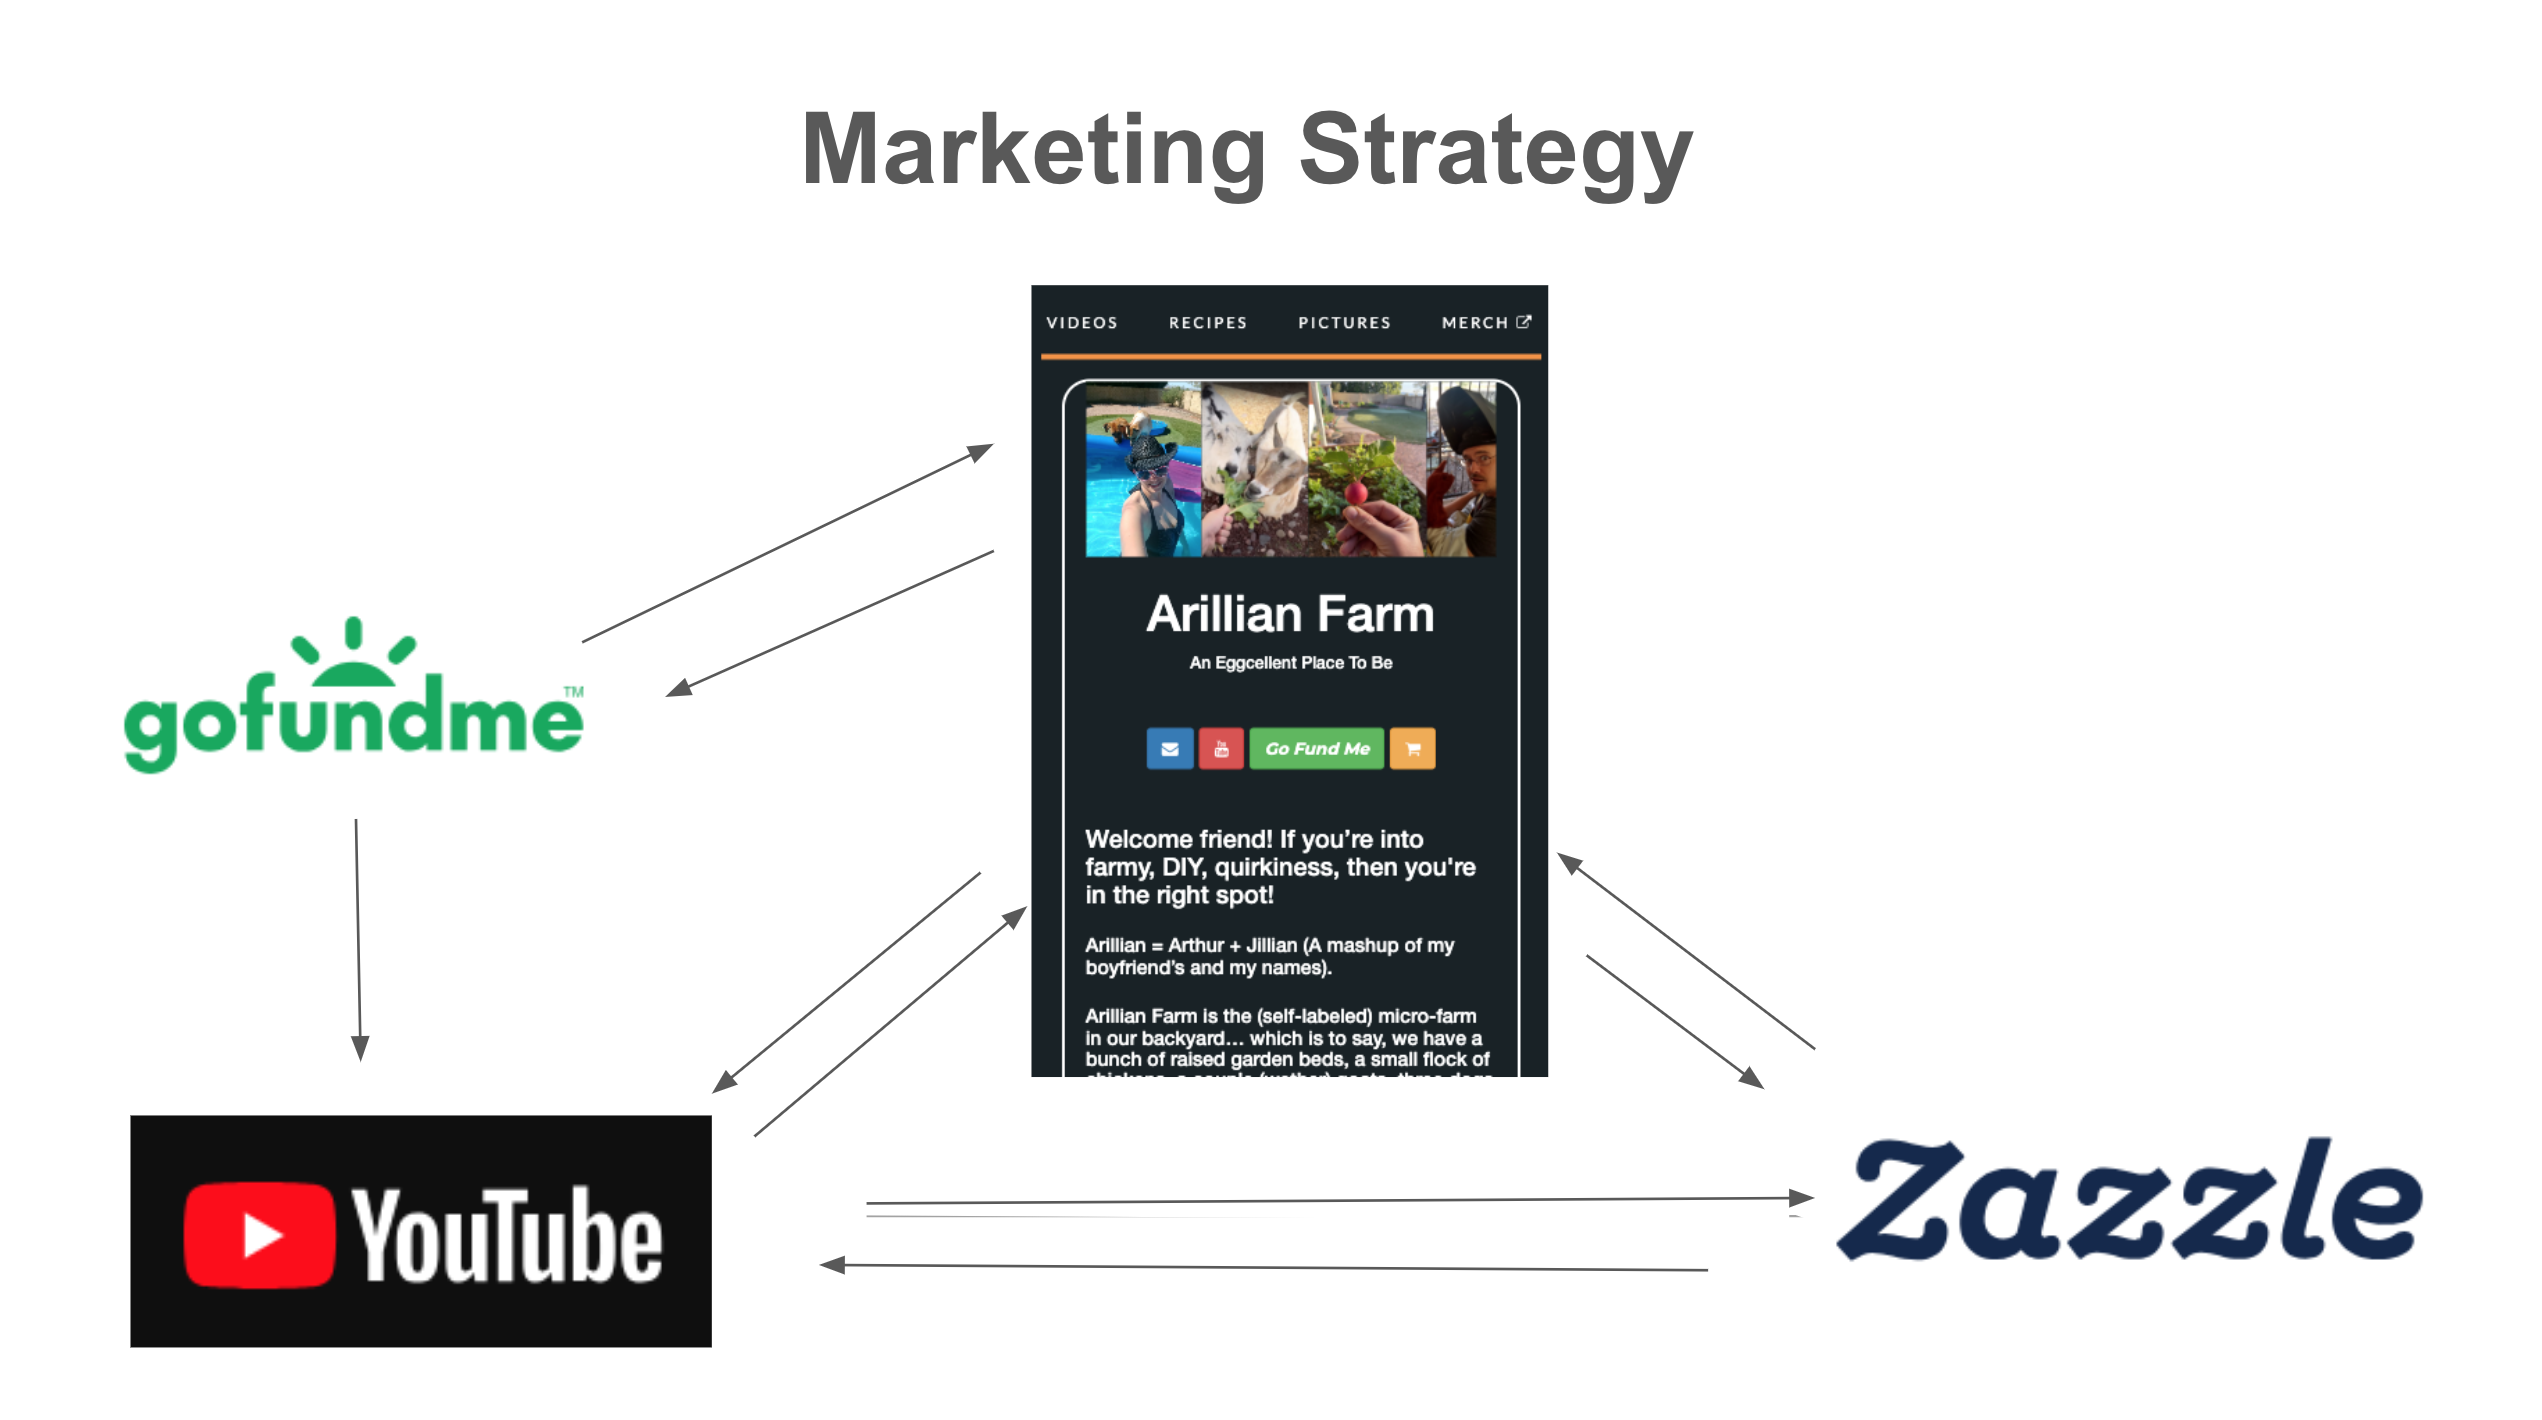 Marketing Strategy
VIDEOS RECIPES PICTURES MERCH
Arillian Farm
An Eggcellent Place To Be
You Tube Go Fund Me
Welcome friend! If you're into
farmy, DIY, quirkiness, then you're
in the right spot!
Arillian = Arthur + Jillian (A mashup of my
boyfriend's and my names).
Arillian Farm is the (self-labeled) micro-farm
in our backyard... which is to say, we have a
bunch of raised garden beds, a small flock of
gofundme™
YouTube
Zazzle